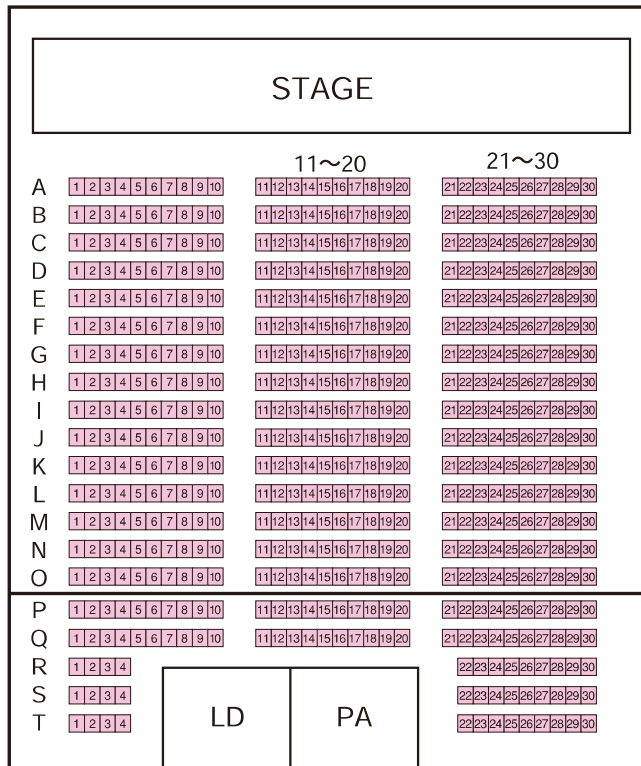 STAGE
11～20 21～30
A 1 2 3 4 5 6 7 8 9 10 11 12 13 14 15 16 17 18 19 20 21 22 23 24 25 26 27 28 29 30
B 1 2 3 4 5 6 7 8 9 10 11 12 13 14 15 16 17 18 19 20 21 22 23 24 25 26 27 28 29 30
C 1 2 3 4 5 6 7 8 9 10 11 12 13 14 15 16 17 18 19 20 21 22 23 24 25 26 27 28 29 30
D 1 2 3 4 5 6 7 8 9 10 11 12 13 14 15 16 17 18 19 20 21 22 23 24 25 26 27 28 29 30
E 1 2 3 4 5 6 7 8 9 10 11 12 13 14 15 16 17 18 19 20 21 22 23 24 25 26 27 28 29 30
F 1 2 3 4 5 6 7 8 9 10 11 12 13 14 15 16 17 18 19 20 21 22 23 24 25 26 27 28 29 30
G 1 2 3 4 5 6 7 8 9 10 11 12 13 14 15 16 17 18 19 20 21 22 23 24 25 26 27 28 29 30
H 1 2 3 4 5 6 7 8 9 10 11 12 13 14 15 16 17 18 19 20 21 22 23 24 25 26 27 28 29 30
I 1 2 3 4 5 6 7 8 9 10 11 12 13 14 15 16 17 18 19 20 21 22 23 24 25 26 27 28 29 30
J 1 2 3 4 5 6 7 8 9 10 11 12 13 14 15 16 17 18 19 20 21 22 23 24 25 26 27 28 29 30
K 1 2 3 4 5 6 7 8 9 10 11 12 13 14 15 16 17 18 19 20 21 22 23 24 25 26 27 28 29 30
L 1 2 3 4 5 6 7 8 9 10 11 12 13 14 15 16 17 18 19 20 21 22 23 24 25 26 27 28 29 30
M 1 2 3 4 5 6 7 8 9 10 11 12 13 14 15 16 17 18 19 20 21 22 23 24 25 26 27 28 29 30
N 1 2 3 4 5 6 7 8 9 10 11 12 13 14 15 16 17 18 19 20 21 22 23 24 25 26 27 28 29 30
O 1 2 3 4 5 6 7 8 9 10 11 12 13 14 15 16 17 18 19 20 21 22 23 24 25 26 27 28 29 30
P 1 2 3 4 5 6 7 8 9 10 11 12 13 14 15 16 17 18 19 20 21 22 23 24 25 26 27 28 29 30
Q 1 2 3 4 5 6 7 8 9 10 11 12 13 14 15 16 17 18 19 20 21 22 23 24 25 26 27 28 29 30
R 1 2 3 4 22 23 24 25 26 27 28 29 30
S 1 2 3 4 22 23 24 25 26 27 28 29 30
T 1 2 3 4 LD PA 22 23 24 25 26 27 28 29 30